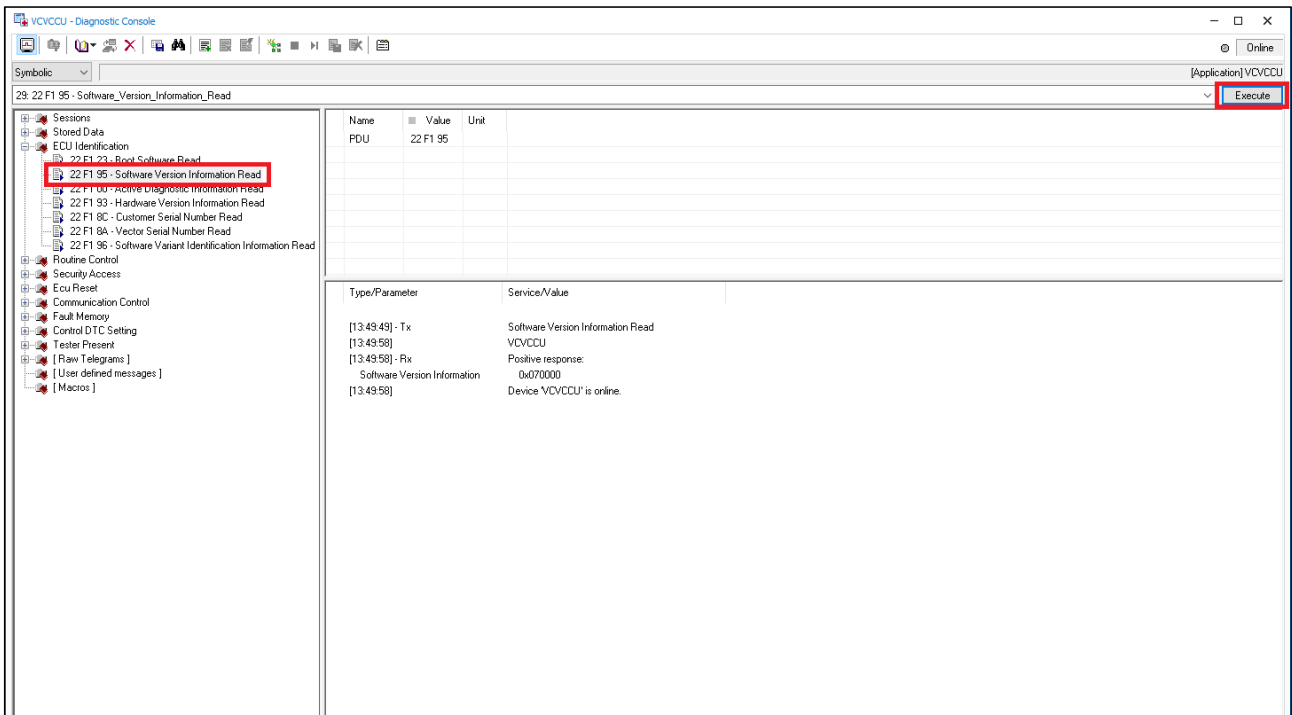 VCVCCU - Diagnostic Console
Online
Symbolic
[Application] VCVCCU
29: 22 F1 95 - Software_Version_Information_Read
Execute
Sessions
Stored Data
ECU Identification
22 F1 23 - Boot Software Read
22 F1 95 - Software Version Information Read
22 F1 00 - Active Diagnostic Information Read
22 F1 93 - Hardware Version Information Read
22 F1 8C - Customer Serial Number Read
22 F1 8A - Vector Serial Number Read
22 F1 96 - Software Variant Identification Information Read
Routine Control
Security Access
Ecu Reset
Communication Control
Fault Memory
Control DTC Setting
Tester Present
[ Raw Telegrams ]
[ User defined messages ]
[ Macros ]
Name Value Unit
PDU 22 F1 95
Type/Parameter Service/Value
[13:49:49] - Tx Software Version Information Read
[13:49:58] VCVCCU
[13:49:58] - Rx Positive response:
Software Version Information 0x070000
[13:49:58] Device 'VCVCCU' is online.